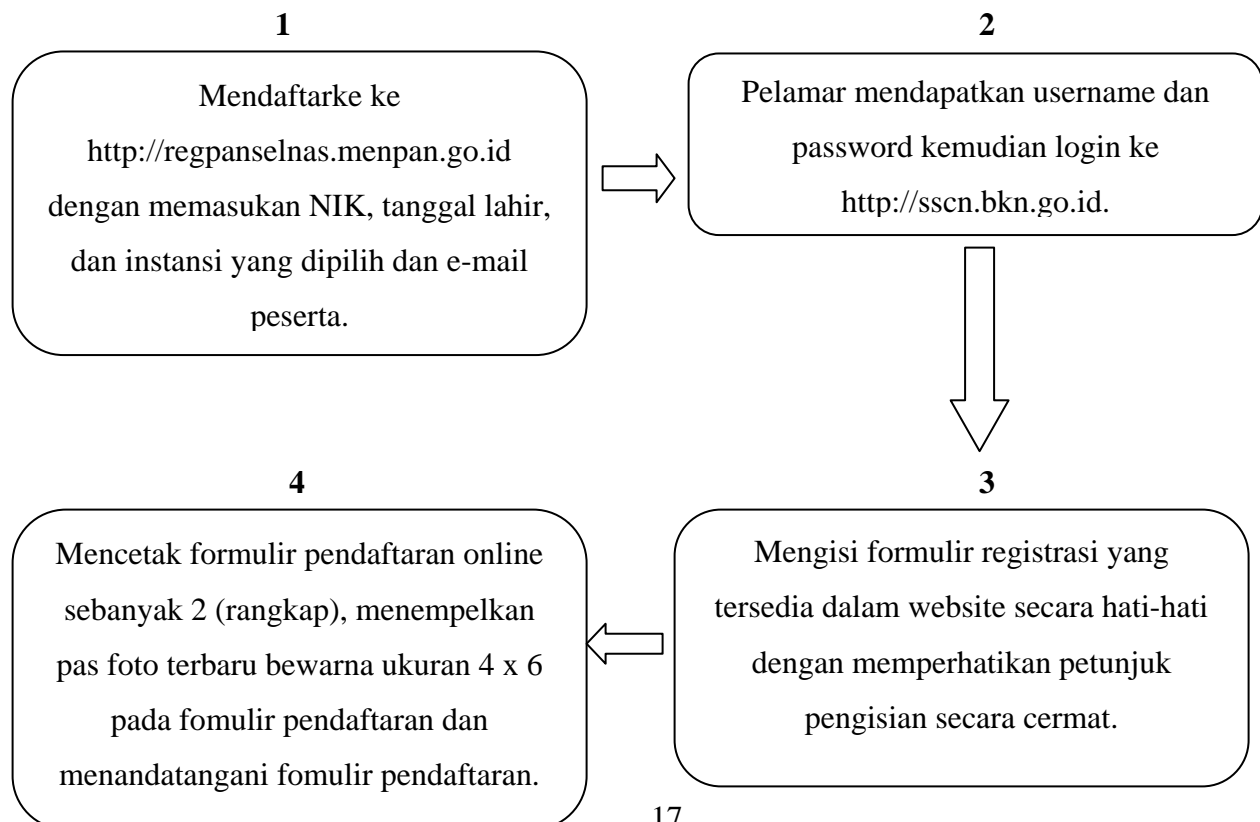 1
Mendaftarke ke
http://regpanselnas.menpan.go.id
dengan memasukan NIK, tanggal lahir,
dan instansi yang dipilih dan e-mail
peserta.
2
Pelamar mendapatkan username dan
password kemudian login ke
http://sscn.bkn.go.id.
3
Mengisi formulir registrasi yang
tersedia dalam website secara hati-hati
dengan memperhatikan petunjuk
pengisian secara cermat.
4
Mencetak formulir pendaftaran online
sebanyak 2 (rangkap), menempelkan
pas foto terbaru bewarna ukuran 4 x 6
pada fomulir pendaftaran dan
menandatangani fomulir pendaftaran.
17